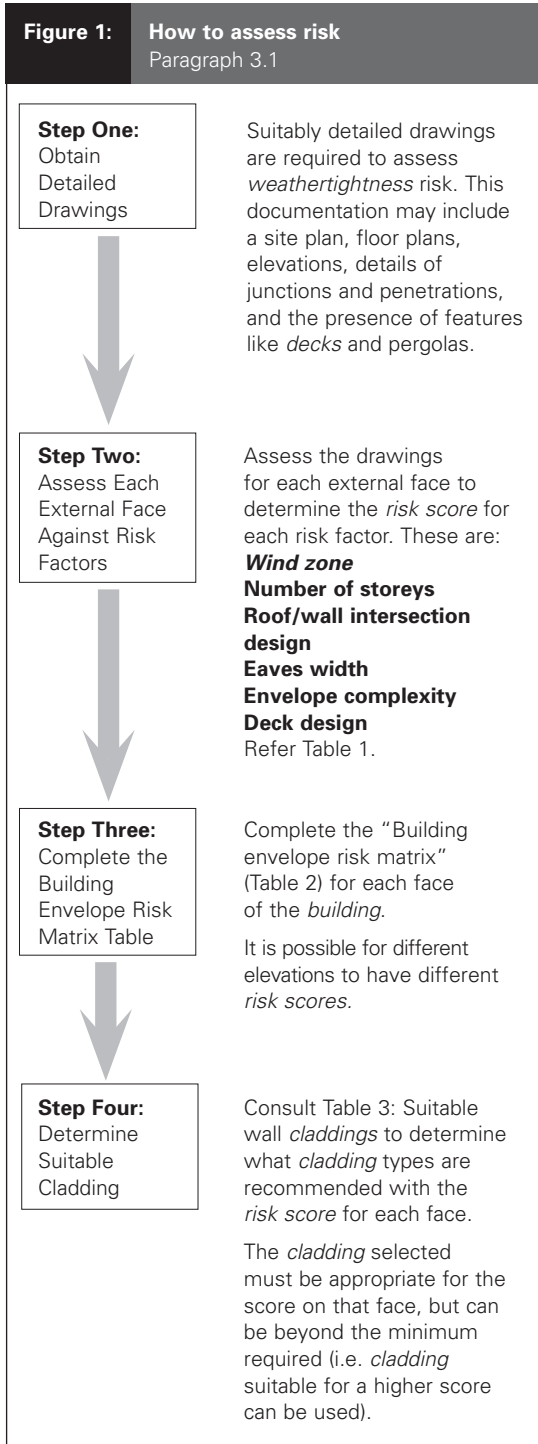 Figure 1: How to assess risk
Paragraph 3.1
Step One:
Obtain
Detailed
Drawings
Suitably detailed drawings
are required to assess
weathertightness risk. This
documentation may include
a site plan, floor plans,
elevations, details of
junctions and penetrations,
and the presence of features
like decks and pergolas.
Step Two:
Assess Each
External Face
Against Risk
Factors
Assess the drawings
for each external face to
determine the risk score for
each risk factor. These are:
Wind zone
Number of storeys
Roof/wall intersection
design
Eaves width
Envelope complexity
Deck design
Refer Table 1.
Step Three:
Complete the
Building
Envelope Risk
Matrix Table
Complete the “Building
envelope risk matrix”
(Table 2) for each face
of the building.
It is possible for different
elevations to have different
risk scores.
Step Four:
Determine
Suitable
Cladding
Consult Table 3: Suitable
wall claddings to determine
what cladding types are
recommended with the
risk score for each face.
The cladding selected
must be appropriate for the
score on that face, but can
be beyond the minimum
required (i.e. cladding
suitable for a higher score
can be used).